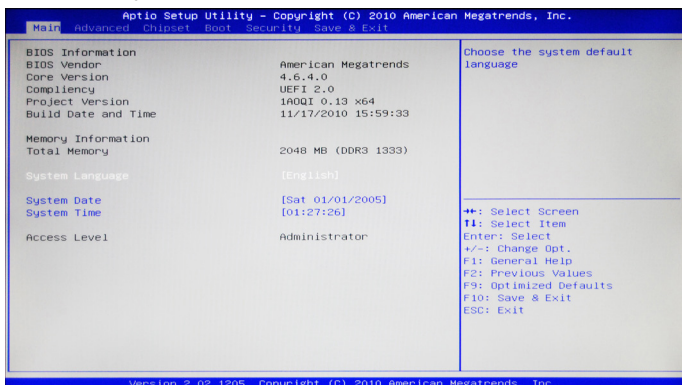 Aptio Setup Utility – Copyright (C) 2010 American Megatrends, Inc.
Main Advanced Chipset Boot Security Save & Exit
BIOS Information
BIOS Vendor American Megatrends
Core Version 4.6.4.0
Compliency UEFI 2.0
Project Version 1AOQI 0.13 x64
Build Date and Time 11/17/2010 15:59:33
Memory Information
Total Memory 2048 MB (DDR3 1333)
System Language [English]
System Date [Sat 01/01/2005]
System Time [01:27:26]
Access Level Administrator
Choose the system default
language
→←: Select Screen
↑↓: Select Item
Enter: Select
+/-: Change Opt.
F1: General Help
F2: Previous Values
F9: Optimized Defaults
F10: Save & Exit
ESC: Exit
Version 2.02.1205. Copyright (C) 2010 American Megatrends, Inc.